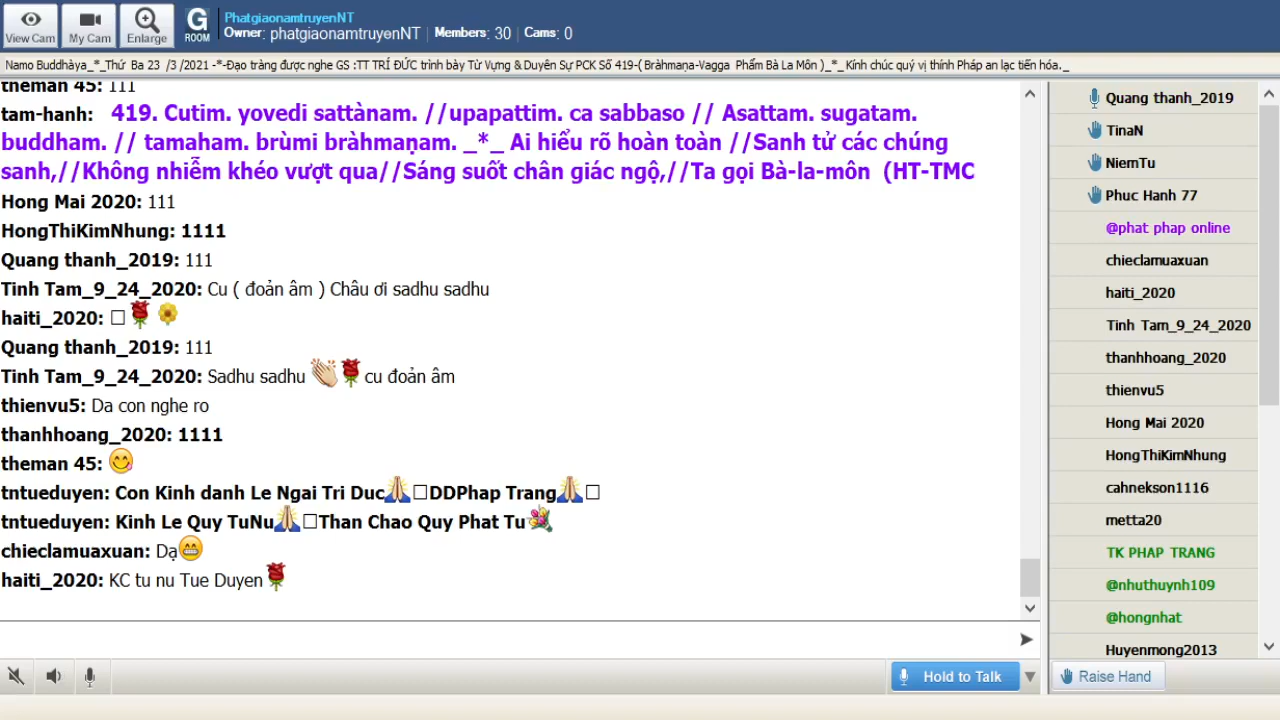 View Cam
My Cam
Enlarge
G
ROOM
PhatgiaonamtruyenNT
Owner: phatgiaonamtruyenNT | Members: 30 | Cams: 0
Namo Buddhàya_*_Thứ Ba 23 /3 /2021 -*-Đạo tràng được nghe GS :TT TRÍ ĐỨC trình bày Từ Vựng & Duyên Sự PCK Số 419-( Bràhmaṇa-Vagga Phẩm Bà La Môn )_*_ Kính chúc quý vị thính Pháp an lạc tiến hóa._
theman 45: 111
tam-hanh: 419. Cutim. yovedi sattànam. //upapattim. ca sabbaso // Asattam. sugatam.
buddham. // tamaham. brùmi bràhmaṇam. _*_ Ai hiểu rõ hoàn toàn //Sanh tử các chúng
sanh,//Không nhiễm khéo vượt qua//Sáng suốt chân giác ngộ,//Ta gọi Bà-la-môn (HT-TMC
Hong Mai 2020: 111
HongThiKimNhung: 1111
Quang thanh_2019: 111
Tinh Tam_9_24_2020: Cu ( đoản âm ) Châu ơi sadhu sadhu
haiti_2020:
Quang thanh_2019: 111
Tinh Tam_9_24_2020: Sadhu sadhu cu đoản âm
thienvu5: Da con nghe ro
thanhhoang_2020: 1111
theman 45:
tntueduyen: Con Kinh danh Le Ngai Tri Duc DDPhap Trang
tntueduyen: Kinh Le Quy TuNu Than Chao Quy Phat Tu
chieclamuaxuan: Dạ
haiti_2020: KC tu nu Tue Duyen
Hold to Talk
Quang thanh_2019
TinaN
NiemTu
Phuc Hanh 77
@phat phap online
chieclamuaxuan
haiti_2020
Tinh Tam_9_24_2020
thanhhoang_2020
thienvu5
Hong Mai 2020
HongThiKimNhung
cahnekson1116
metta20
TK PHAP TRANG
@nhuthuynh109
@hongnhat
Huyenmong2013
Raise Hand